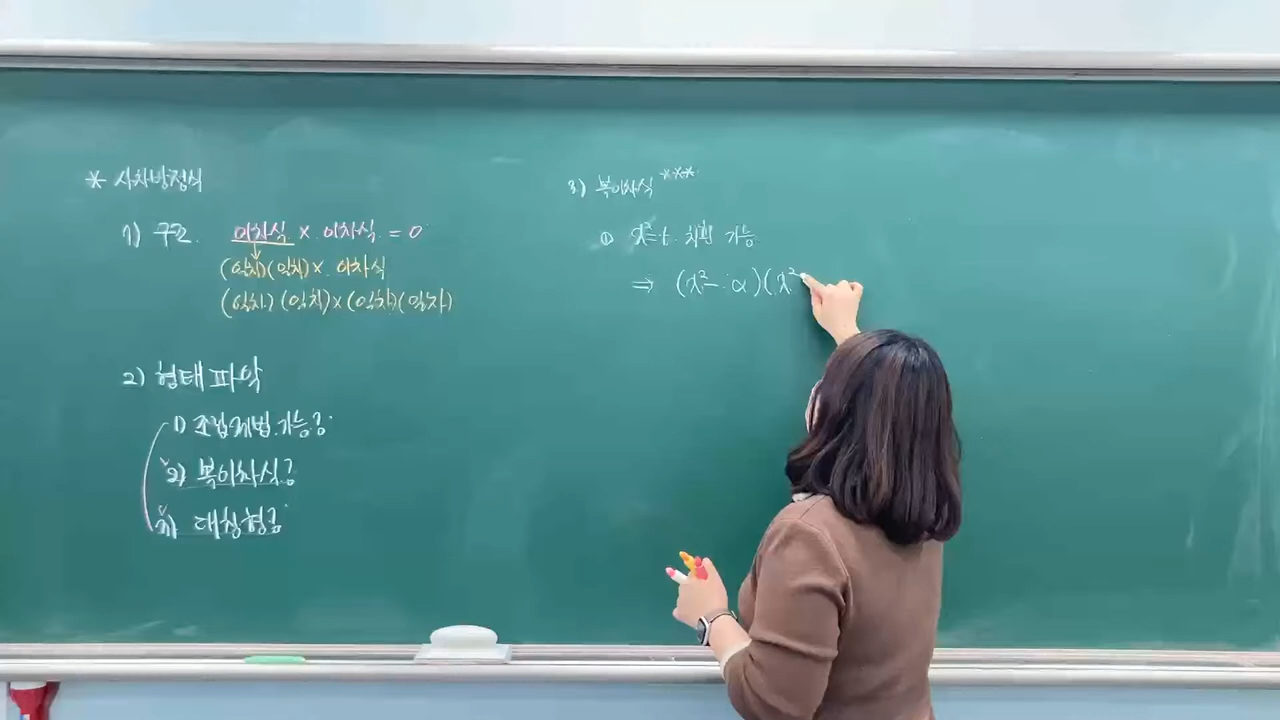 * 사차방정식
1) 구조. 이차식 × 이차식 = 0
(일차)(일차) × 이차식
(일차)(일차)×(일차)(일차)
2) 형태파악
1) 조립제법 가능?
2) 복이차식?
3) 대칭형?
3) 복이차식 ***
① x²=t 치환 가능
⇒ (x²-α)(x²